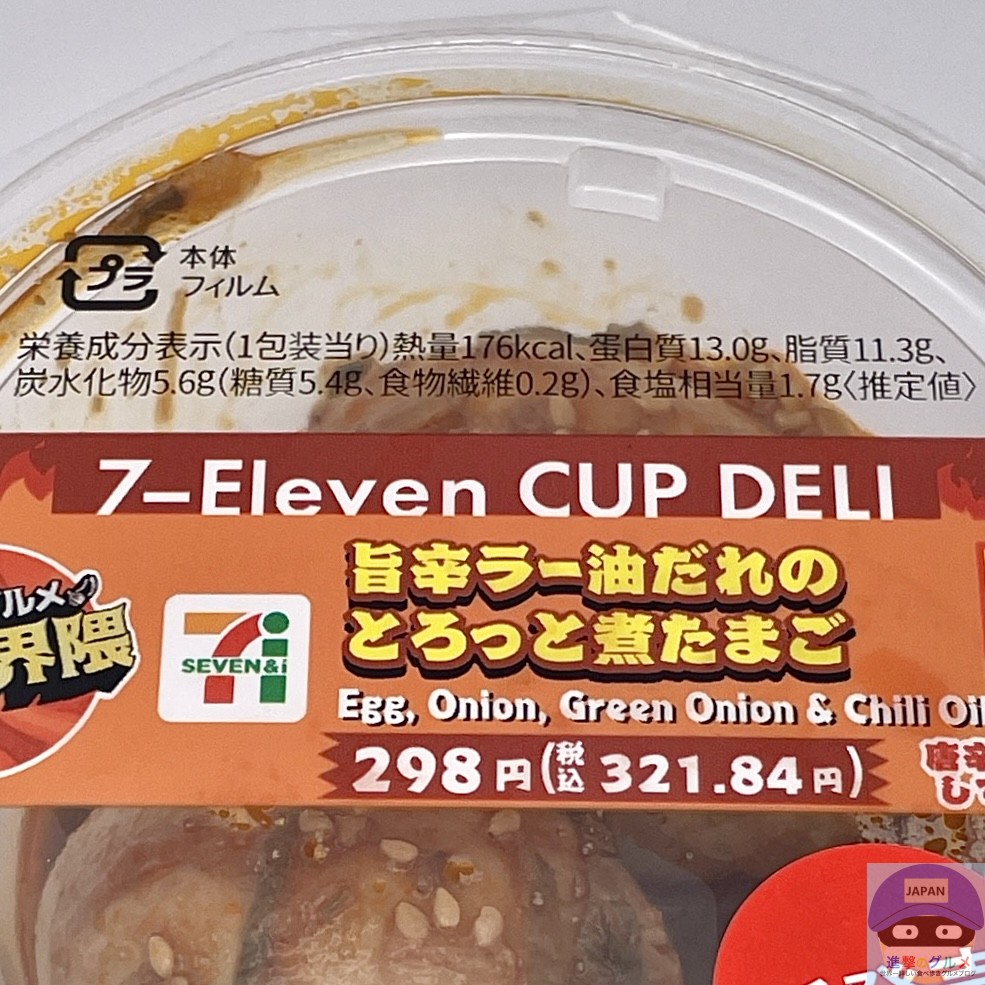 プラ
本体
フィルム
栄養成分表示(1包装当り)熱量176kcal、蛋白質13.0g、脂質11.3g、
炭水化物5.6g(糖質5.4g、食物繊維0.2g)、食塩相当量1.7g〈推定値〉
7-Eleven CUP DELI
ルメの
界隈
SEVEN&i
旨辛ラー油だれの
とろっと煮たまご
Egg, Onion, Green Onion & Chili Oil
298円(税込321.84円)
JAPAN
進撃のグルメ